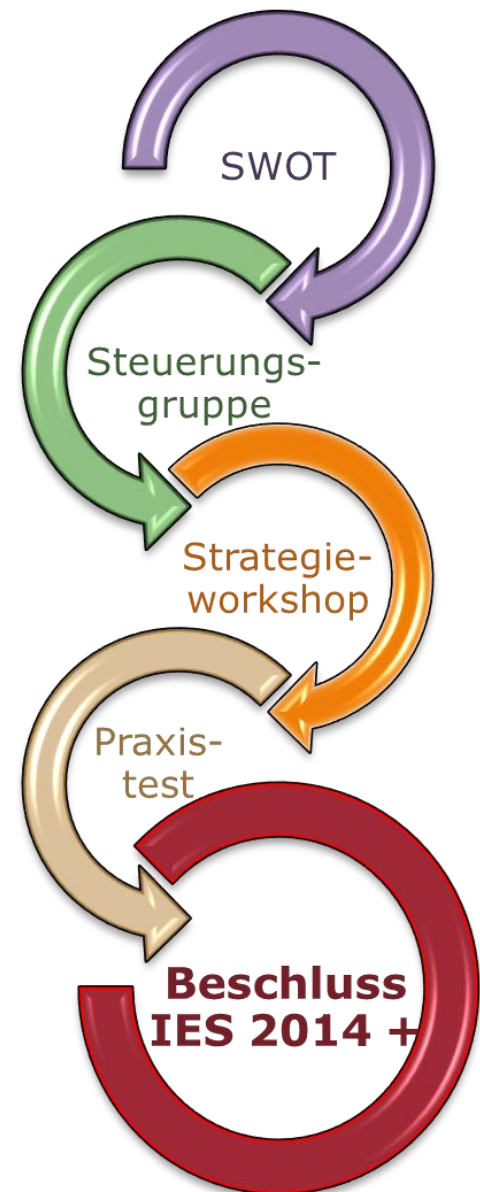 SWOT
Steuerungs-
gruppe
Strategie-
workshop
Praxis-
test
Beschluss
IES 2014 +